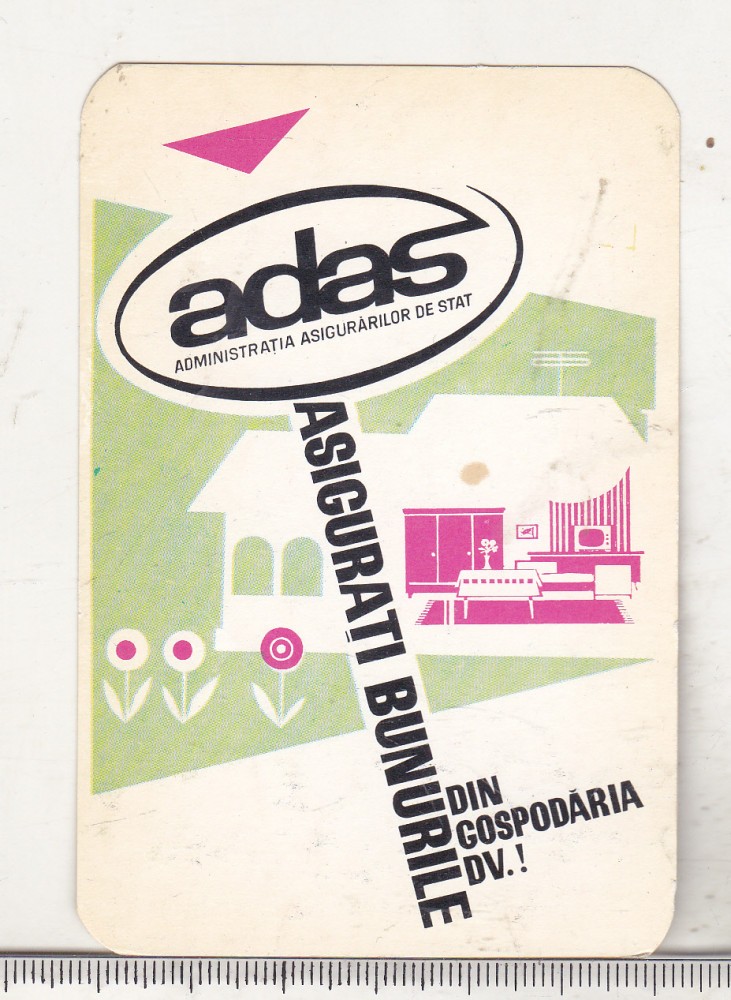 adas
ADMINISTRAȚIA ASIGURĂRILOR DE STAT
ASIGURAȚI BUNURILE
DIN
GOSPODĂRIA
DV.!